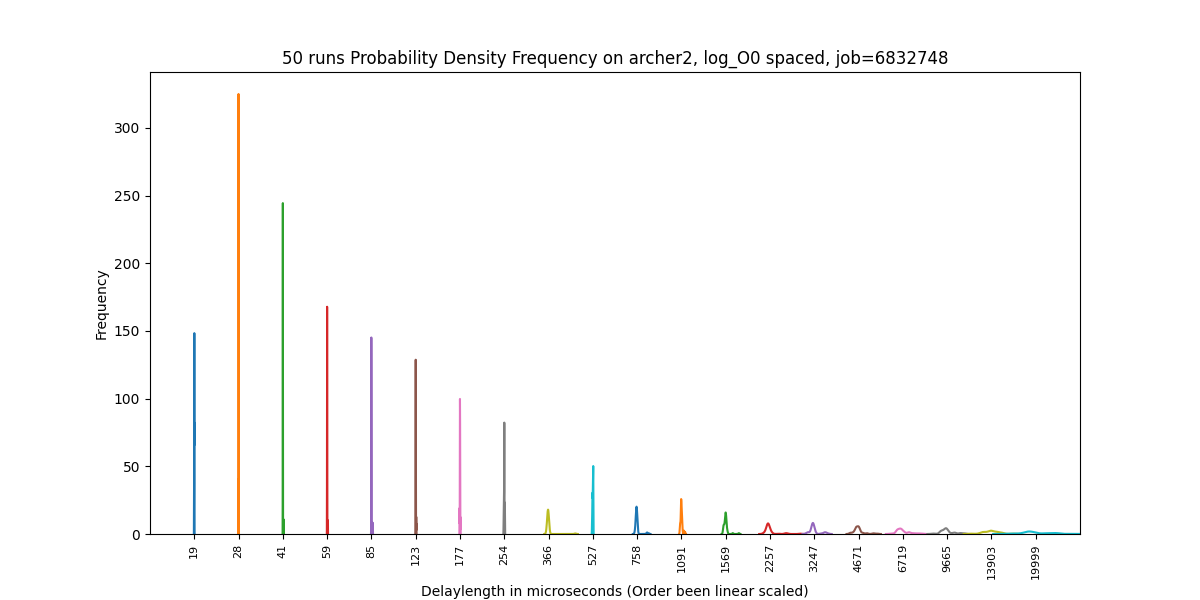 50 runs Probability Density Frequency on archer2, log_O0 spaced, job=6832748
Frequency
300
250
200
150
100
50
0
19 28 41 59 85 123 177 254 366 527 758 1091 1569 2257 3247 4671 6719 9665 13903 19999
Delaylength in microseconds (Order been linear scaled)